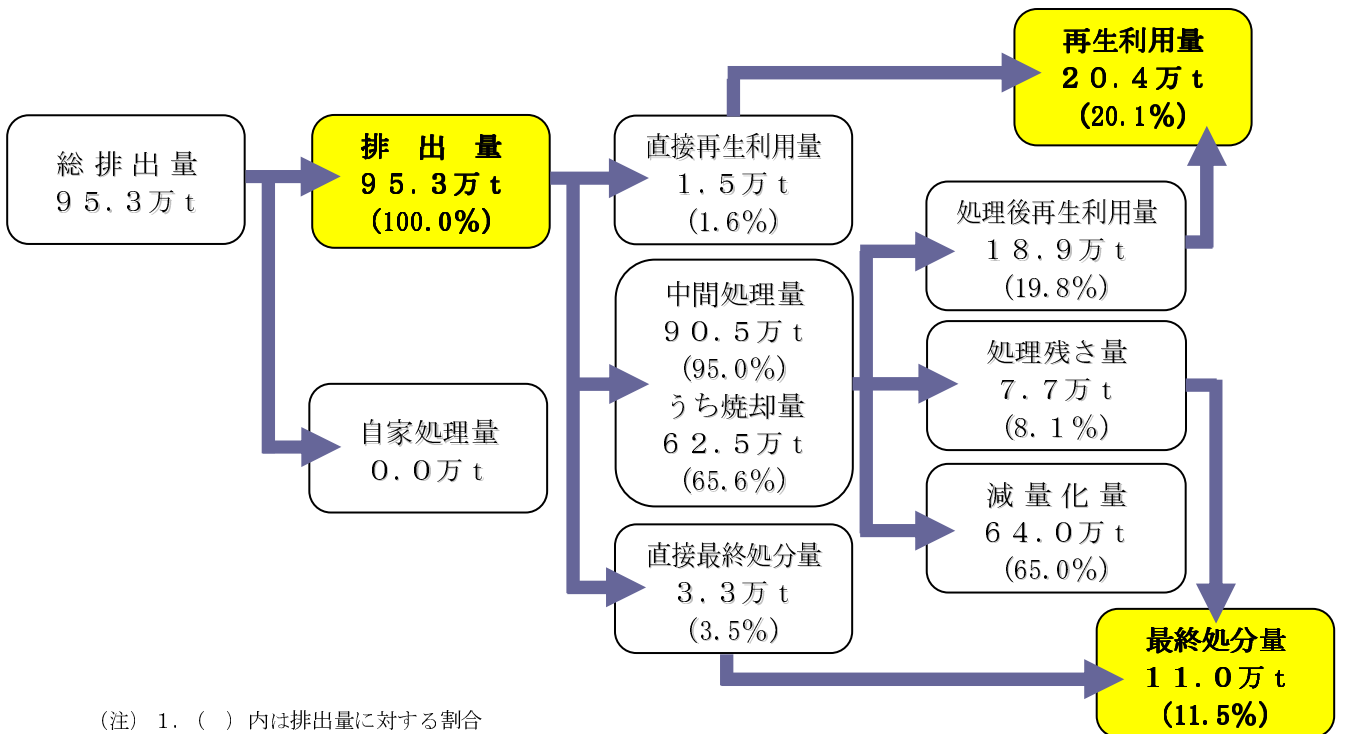 総 排 出 量
９５.３万ｔ
排 出 量
９５.３万ｔ
(100.0%)
自家処理量
０.０万ｔ
直接再生利用量
１.５万ｔ
(1.6%)
中間処理量
９０.５万ｔ
(95.0%)
うち焼却量
６２.５万ｔ
(65.6%)
直接最終処分量
３.３万ｔ
(3.5%)
再生利用量
２０.４万ｔ
(20.1%)
処理後再生利用量
１８.９万ｔ
(19.8%)
処理残さ量
７.７万ｔ
(8.1%)
減 量 化 量
６４.０万ｔ
(65.0%)
最終処分量
１１.０万ｔ
(11.5%)
（注）１.（　）内は排出量に対する割合